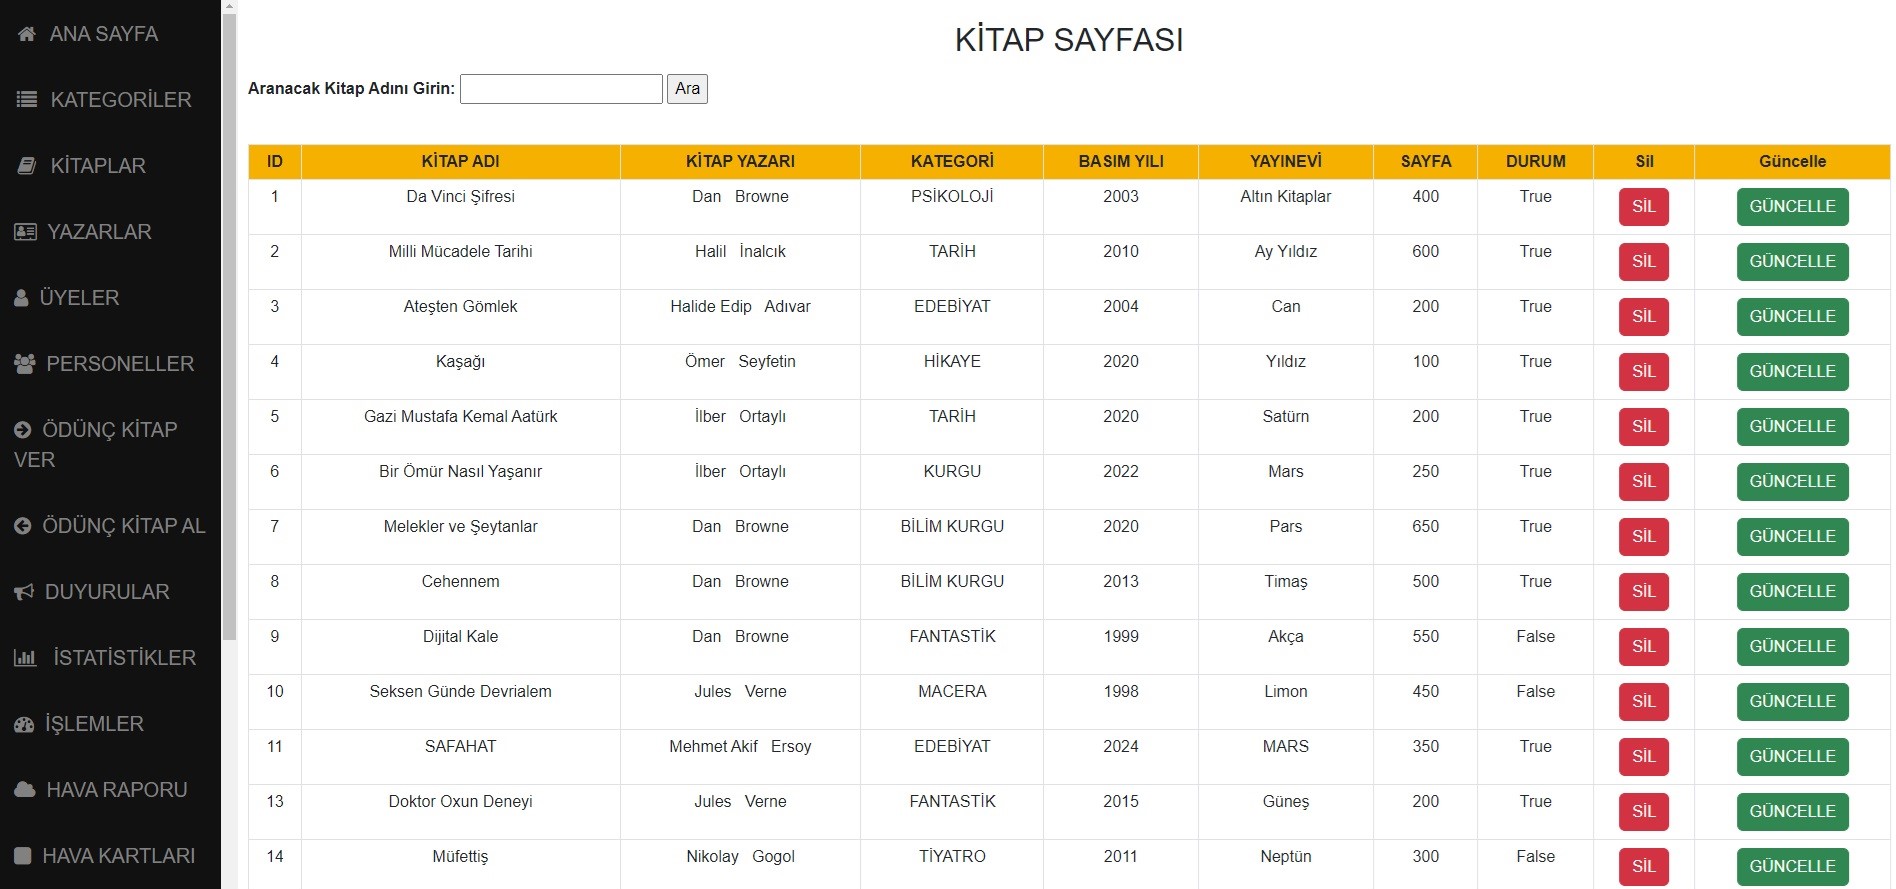 ANA SAYFA
KATEGORİLER
KİTAPLAR
YAZARLAR
ÜYELER
PERSONELLER
ÖDÜNÇ KİTAP
VER
ÖDÜNÇ KİTAP AL
DUYURULAR
İSTATİSTİKLER
İŞLEMLER
HAVA RAPORU
HAVA KARTLARI
KİTAP SAYFASI
Aranacak Kitap Adını Girin: Ara
ID KİTAP ADI KİTAP YAZARI KATEGORİ BASIM YILI YAYINEVİ SAYFA DURUM Sil Güncelle
1 Da Vinci Şifresi Dan Browne PSİKOLOJİ 2003 Altın Kitaplar 400 True SİL GÜNCELLE
2 Milli Mücadele Tarihi Halil İnalcık TARİH 2010 Ay Yıldız 600 True SİL GÜNCELLE
3 Ateşten Gömlek Halide Edip Adıvar EDEBİYAT 2004 Can 200 True SİL GÜNCELLE
4 Kaşağı Ömer Seyfetin HİKAYE 2020 Yıldız 100 True SİL GÜNCELLE
5 Gazi Mustafa Kemal Aatürk İlber Ortaylı TARİH 2020 Satürn 200 True SİL GÜNCELLE
6 Bir Ömür Nasıl Yaşanır İlber Ortaylı KURGU 2022 Mars 250 True SİL GÜNCELLE
7 Melekler ve Şeytanlar Dan Browne BİLİM KURGU 2020 Pars 650 True SİL GÜNCELLE
8 Cehennem Dan Browne BİLİM KURGU 2013 Timaş 500 True SİL GÜNCELLE
9 Dijital Kale Dan Browne FANTASTİK 1999 Akça 550 False SİL GÜNCELLE
10 Seksen Günde Devrialem Jules Verne MACERA 1998 Limon 450 False SİL GÜNCELLE
11 SAFAHAT Mehmet Akif Ersoy EDEBİYAT 2024 MARS 350 True SİL GÜNCELLE
13 Doktor Oxun Deneyi Jules Verne FANTASTİK 2015 Güneş 200 True SİL GÜNCELLE
14 Müfettiş Nikolay Gogol TİYATRO 2011 Neptün 300 False SİL GÜNCELLE